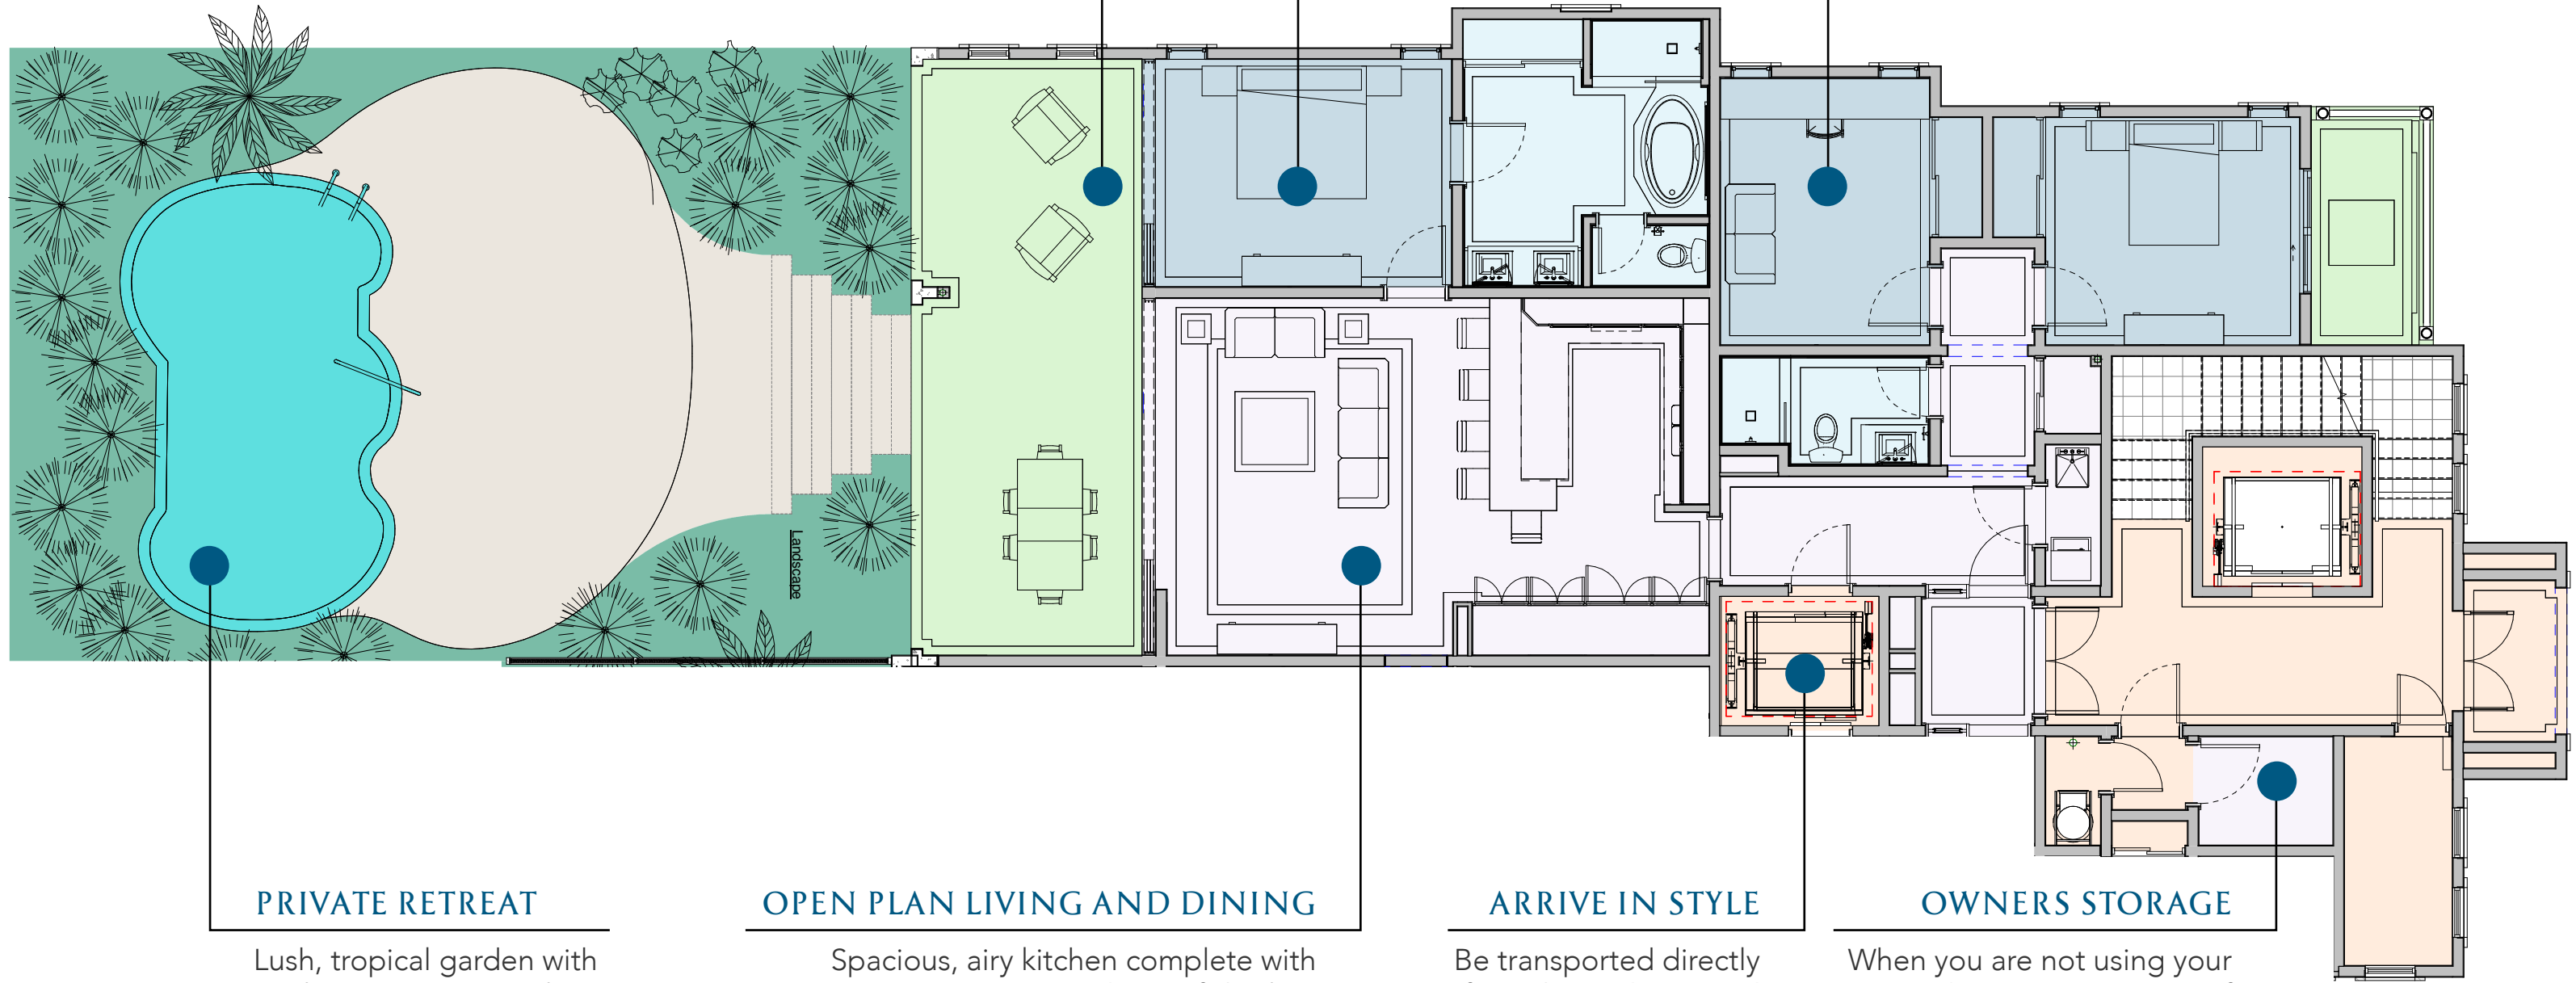 Landscape
PRIVATE RETREAT
Lush, tropical garden with
OPEN PLAN LIVING AND DINING
Spacious, airy kitchen complete with
ARRIVE IN STYLE
Be transported directly
OWNERS STORAGE
When you are not using your